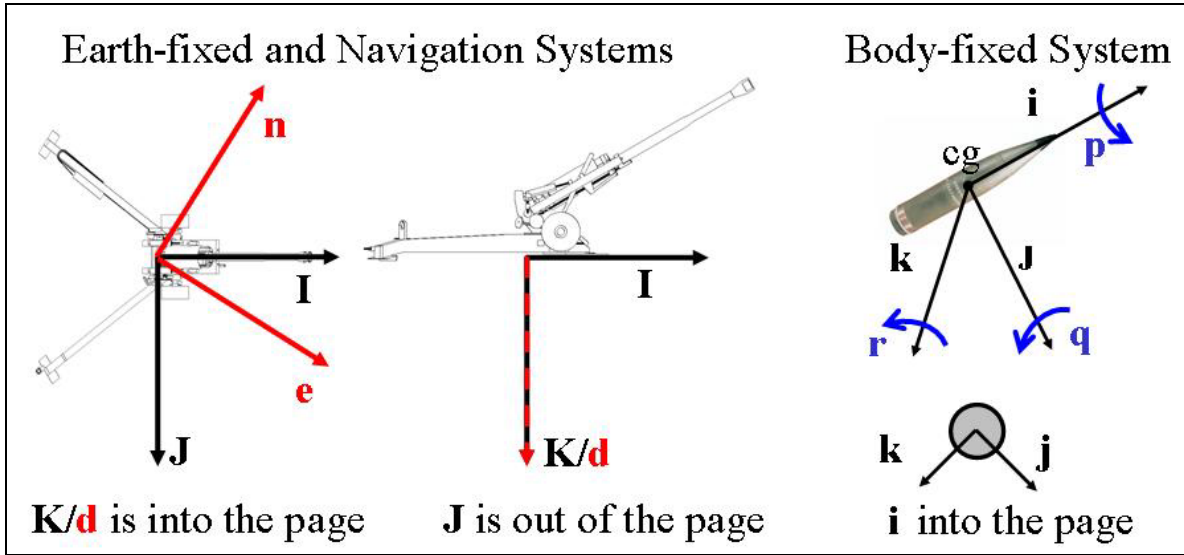 Earth-fixed and Navigation Systems
Body-fixed System
n
e
I
J
I
K/d
i
cg
p
k
J
r
q
k
j
K/d is into the page
J is out of the page
i into the page